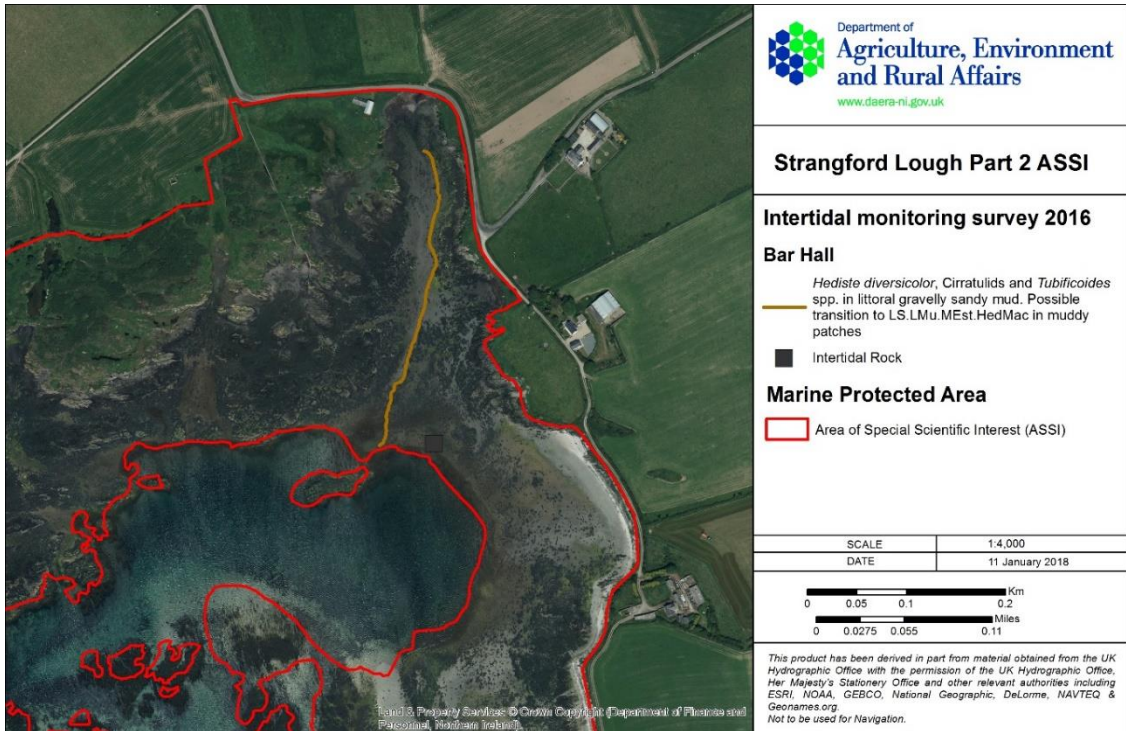 Department of
Agriculture, Environment
and Rural Affairs
www.daera-ni.gov.uk
Strangford Lough Part 2 ASSI
Intertidal monitoring survey 2016
Bar Hall
Hediste diversicolor, Cirratulids and Tubificoides
spp. in littoral gravelly sandy mud. Possible
transition to LS.LMu.MEst.HedMac in muddy
patches
Intertidal Rock
Marine Protected Area
Area of Special Scientific Interest (ASSI)
SCALE 1:4,000
DATE 11 January 2018
Km
0 0.05 0.1 0.2
Miles
0 0.0275 0.055 0.11
This product has been derived in part from material obtained from the UK
Hydrographic Office with the permission of the UK Hydrographic Office,
Her Majesty's Stationery Office and other relevant authorities including
ESRI, NOAA, GEBCO, National Geographic, DeLorme, NAVTEQ &
Geonames.org.
Not to be used for Navigation.
Land & Property Services © Crown Copyright (Department of Finance and
Personnel, Northern Ireland).